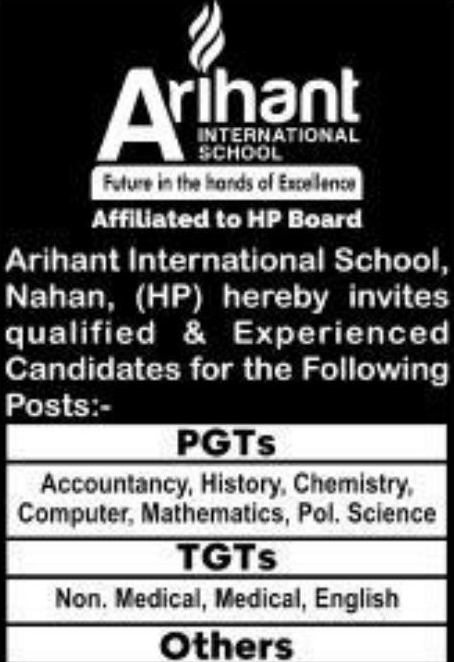 Arihant
INTERNATIONAL
SCHOOL
Future in the hands of Excellence
Affiliated to HP Board
Arihant International School,
Nahan, (HP) hereby invites
qualified & Experienced
Candidates for the Following
Posts:-
PGTs
Accountancy, History, Chemistry,
Computer, Mathematics, Pol. Science
TGTs
Non. Medical, Medical, English
Others